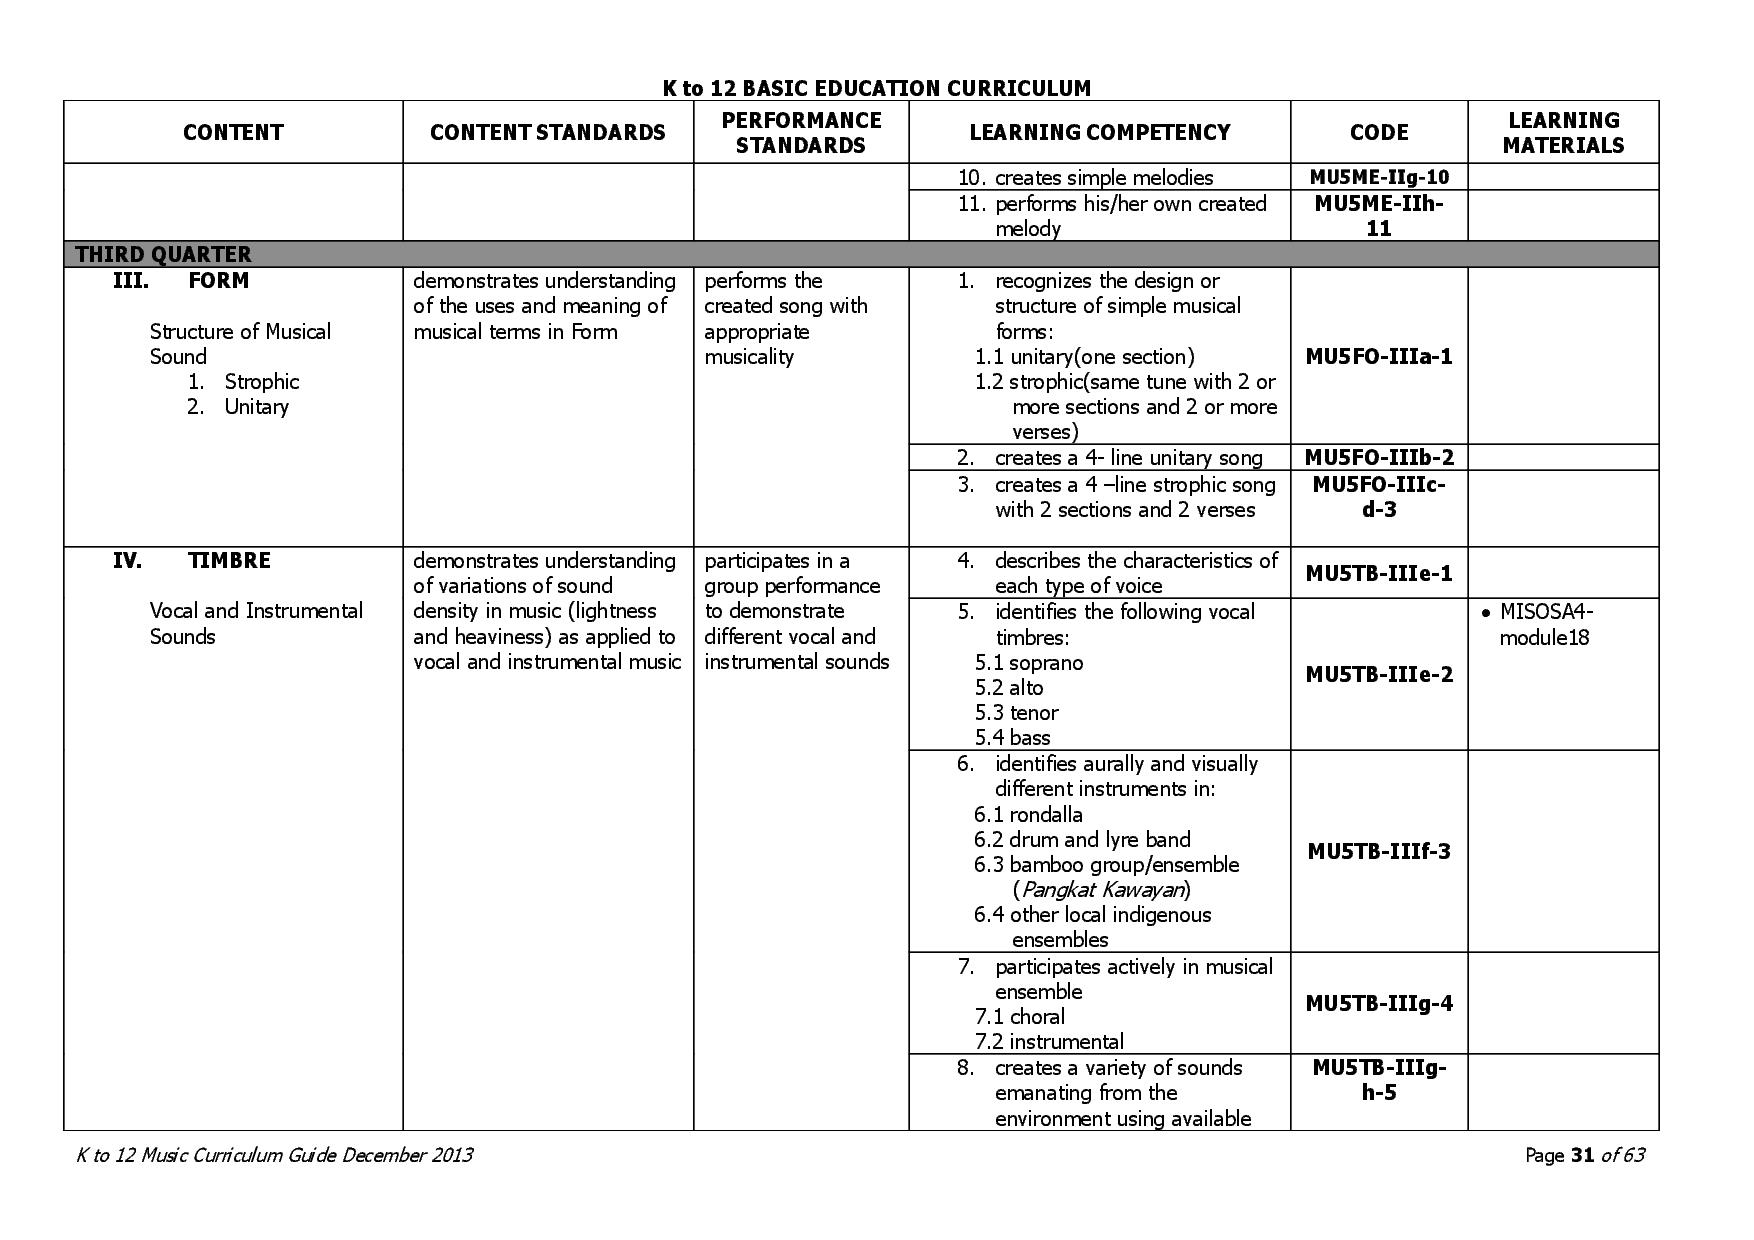 K to 12 BASIC EDUCATION CURRICULUM
CONTENT
CONTENT STANDARDS
PERFORMANCE
STANDARDS
LEARNING COMPETENCY
CODE
LEARNING
MATERIALS
10. creates simple melodies
MU5ME-IIg-10
11. performs his/her own created
melody
MU5ME-IIh-
11
THIRD QUARTER
III. FORM
Structure of Musical
Sound
1. Strophic
2. Unitary
demonstrates understanding
of the uses and meaning of
musical terms in Form
performs the
created song with
appropriate
musicality
1. recognizes the design or
structure of simple musical
forms:
1.1 unitary(one section)
1.2 strophic(same tune with 2 or
more sections and 2 or more
verses)
MU5FO-IIIa-1
2. creates a 4- line unitary song
MU5FO-IIIb-2
3. creates a 4 –line strophic song
with 2 sections and 2 verses
MU5FO-IIIc-
d-3
IV. TIMBRE
Vocal and Instrumental
Sounds
demonstrates understanding
of variations of sound
density in music (lightness
and heaviness) as applied to
vocal and instrumental music
participates in a
group performance
to demonstrate
different vocal and
instrumental sounds
4. describes the characteristics of
each type of voice
MU5TB-IIIe-1
5. identifies the following vocal
timbres:
5.1 soprano
5.2 alto
5.3 tenor
5.4 bass
MU5TB-IIIe-2
• MISOSA4-
module18
6. identifies aurally and visually
different instruments in:
6.1 rondalla
6.2 drum and lyre band
6.3 bamboo group/ensemble
(Pangkat Kawayan)
6.4 other local indigenous
ensembles
MU5TB-IIIf-3
7. participates actively in musical
ensemble
7.1 choral
7.2 instrumental
MU5TB-IIIg-4
8. creates a variety of sounds
emanating from the
environment using available
MU5TB-IIIg-
h-5
K to 12 Music Curriculum Guide December 2013
Page 31 of 63